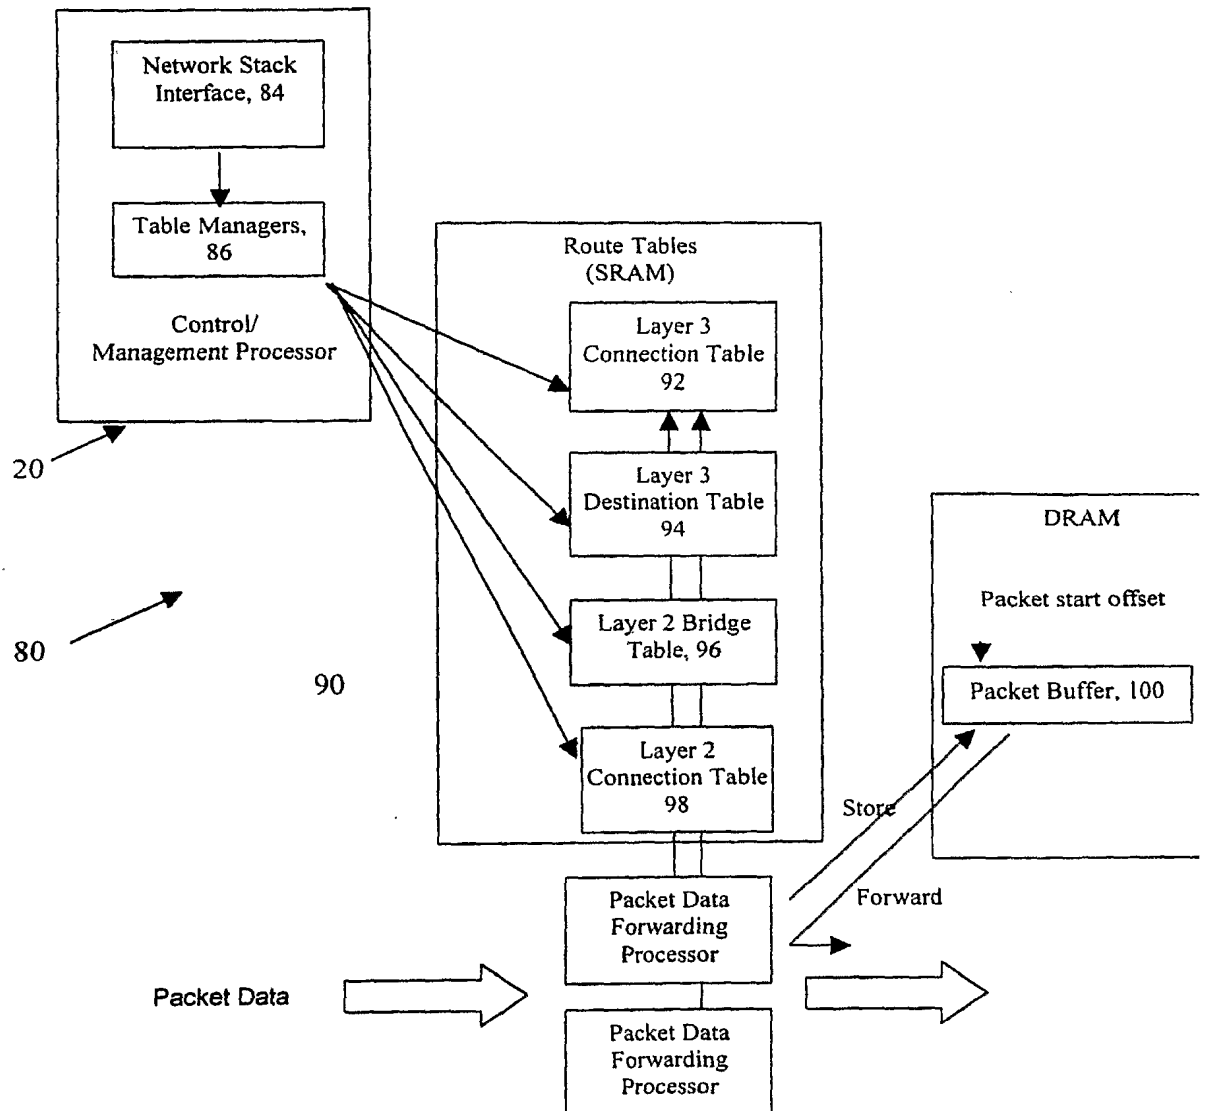 Network Stack
Interface, 84
Table Managers,
86
Control/
Management Processor
20
80
90
Route Tables
(SRAM)
Layer 3
Connection Table
92
Layer 3
Destination Table
94
Layer 2 Bridge
Table, 96
Layer 2
Connection Table
98
DRAM
Packet start offset
Packet Buffer, 100
Store
Forward
Packet Data
Forwarding
Processor
Packet Data
Packet Data
Forwarding
Processor